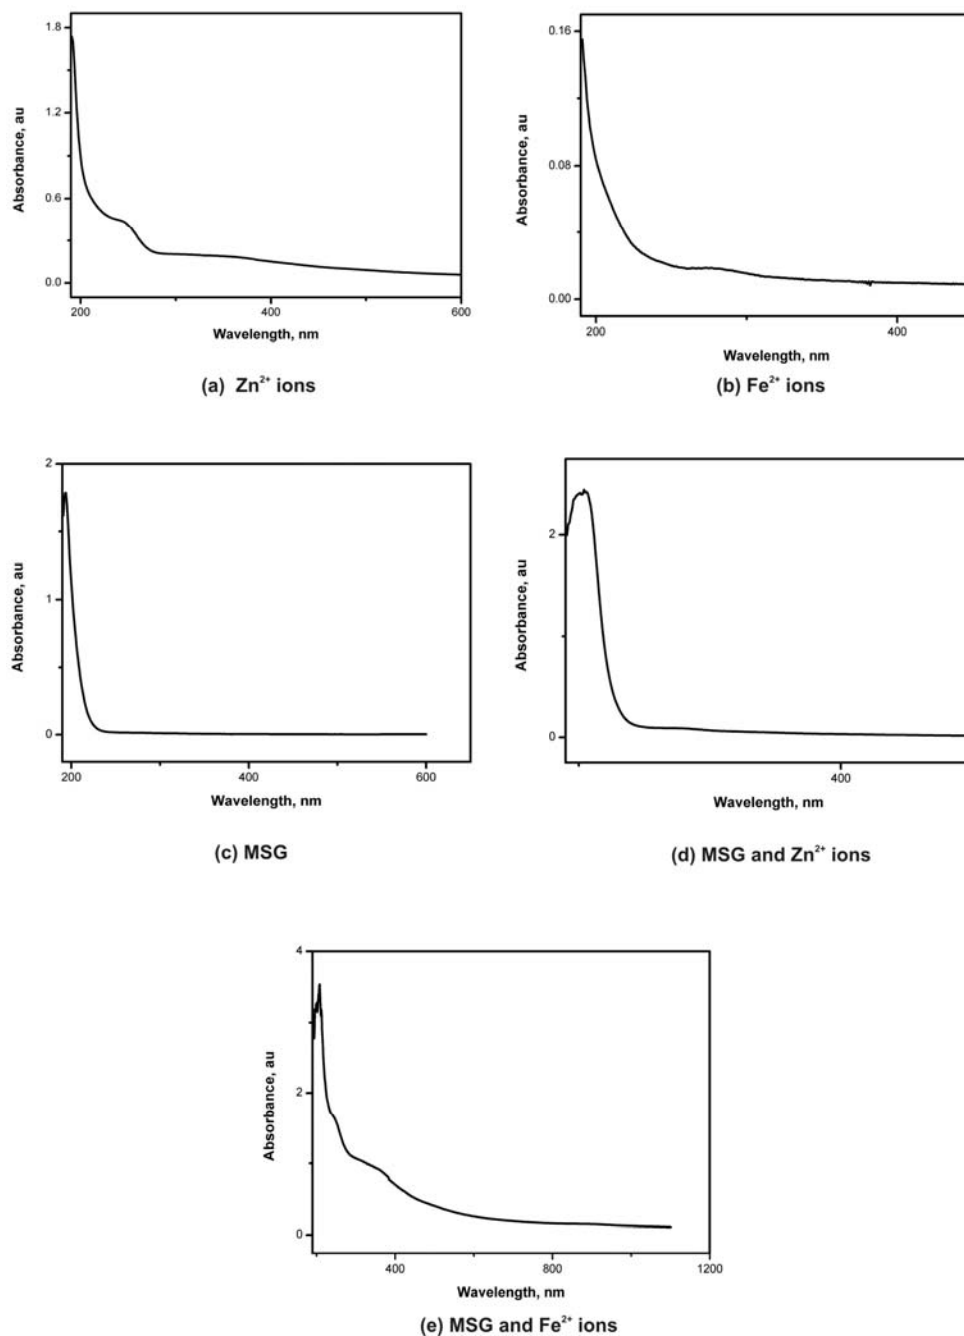 1.8
1.2
0.6
0.0
Absorbance, au
200
400
600
Wavelength, nm
(a) Zn²⁺ ions
0.16
0.08
0.00
Absorbance, au
200
400
Wavelength, nm
(b) Fe²⁺ ions
2
1
0
Absorbance, au
200
400
600
Wavelength, nm
(c) MSG
2
0
Absorbance, au
400
Wavelength, nm
(d) MSG and Zn²⁺ ions
4
2
0
Absorbance, au
400
800
1200
Wavelength, nm
(e) MSG and Fe²⁺ ions